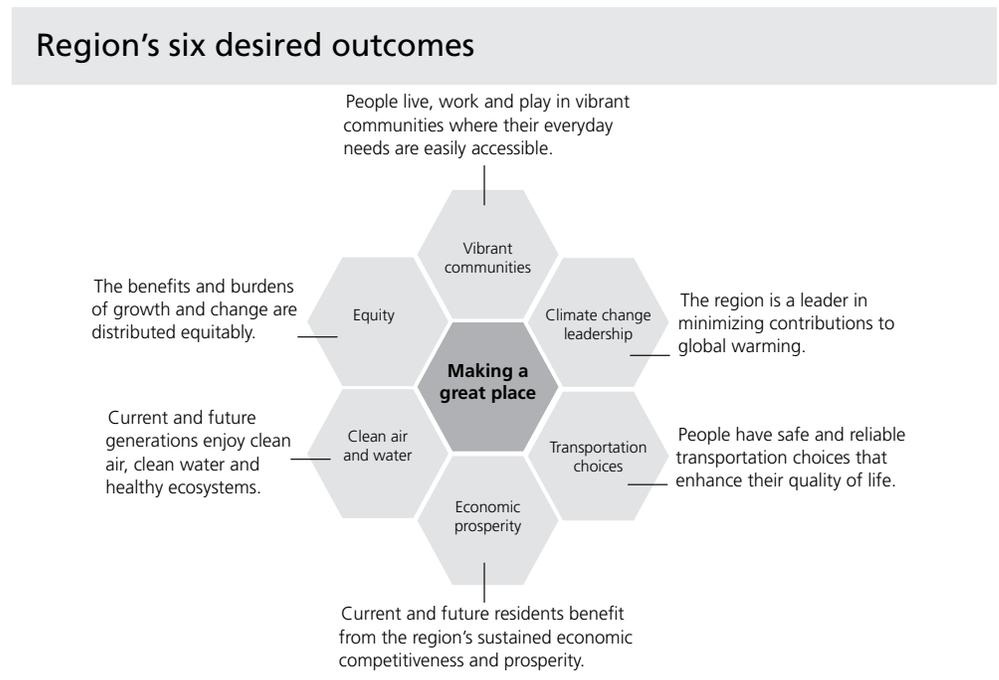 Region’s six desired outcomes
People live, work and play in vibrant
communities where their everyday
needs are easily accessible.
Vibrant
communities
The benefits and burdens
of growth and change are
distributed equitably.
Equity
Climate change
leadership
The region is a leader in
minimizing contributions to
global warming.
Making a
great place
Current and future
generations enjoy clean
air, clean water and
healthy ecosystems.
Clean air
and water
Transportation
choices
People have safe and reliable
transportation choices that
enhance their quality of life.
Economic
prosperity
Current and future residents benefit
from the region’s sustained economic
competitiveness and prosperity.